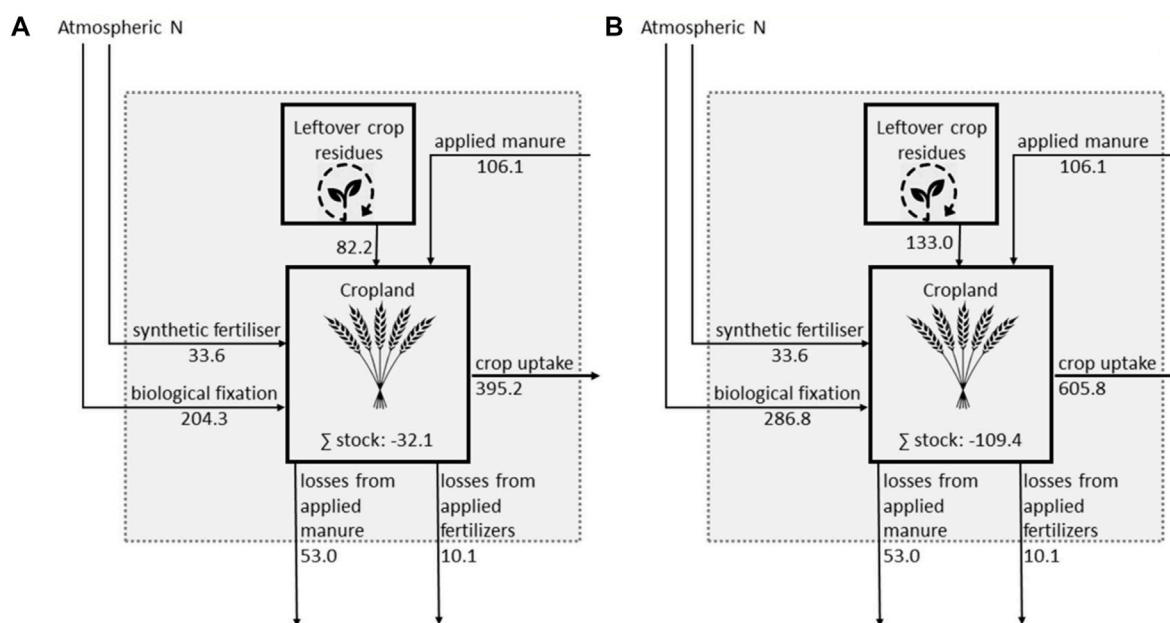 A
Atmospheric N
Leftover crop
residues
applied manure
106.1
82.2
Cropland
synthetic fertiliser
33.6
crop uptake
395.2
biological fixation
204.3
∑ stock: -32.1
losses from
applied
manure
53.0
losses from
applied
fertilizers
10.1
B
Atmospheric N
Leftover crop
residues
applied manure
106.1
133.0
Cropland
synthetic fertiliser
33.6
crop uptake
605.8
biological fixation
286.8
∑ stock: -109.4
losses from
applied
manure
53.0
losses from
applied
fertilizers
10.1